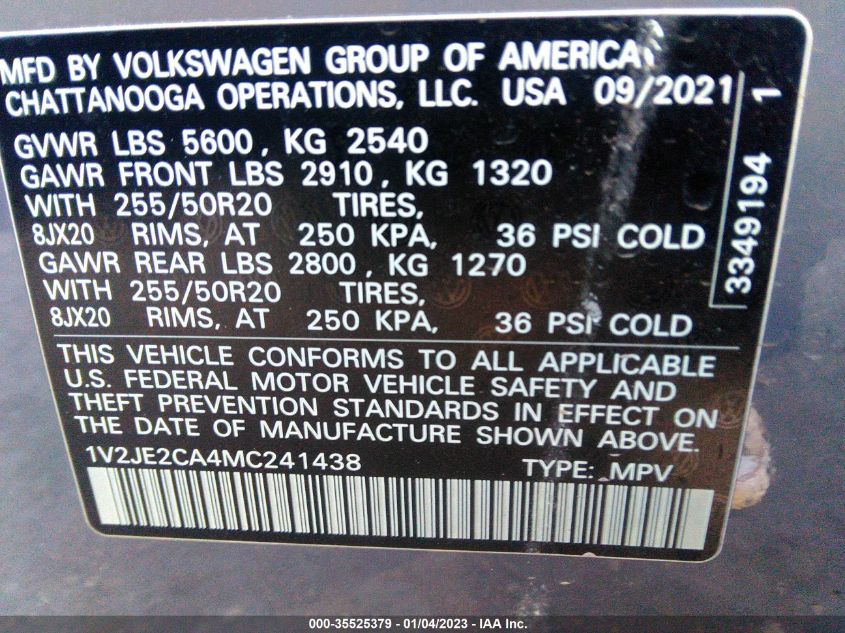 MFD BY VOLKSWAGEN GROUP OF AMERICA
CHATTANOOGA OPERATIONS, LLC. USA 09/2021
GVWR LBS 5600, KG 2540
GAWR FRONT LBS 2910, KG 1320
WITH 255/50R20 TIRES,
8JX20 RIMS, AT 250 KPA, 36 PSI COLD
GAWR REAR LBS 2800, KG 1270
WITH 255/50R20 TIRES,
8JX20 RIMS, AT 250 KPA, 36 PSI COLD
3349194 1
THIS VEHICLE CONFORMS TO ALL APPLICABLE
U.S. FEDERAL MOTOR VEHICLE SAFETY AND
THEFT PREVENTION STANDARDS IN EFFECT ON
THE DATE OF MANUFACTURE SHOWN ABOVE.
1V2JE2CA4MC241438 TYPE: MPV
000-35525379 — 01/04/2023 — IAA Inc.